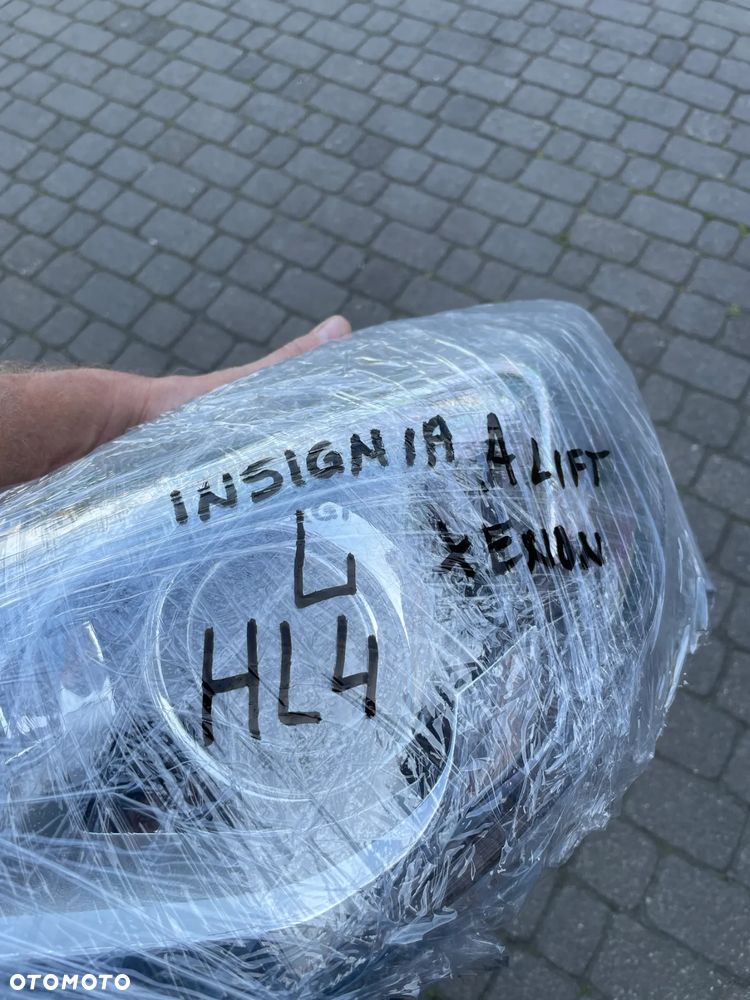 INSIGNIA A LIFT
L XENON
HL4
OTOMOTO